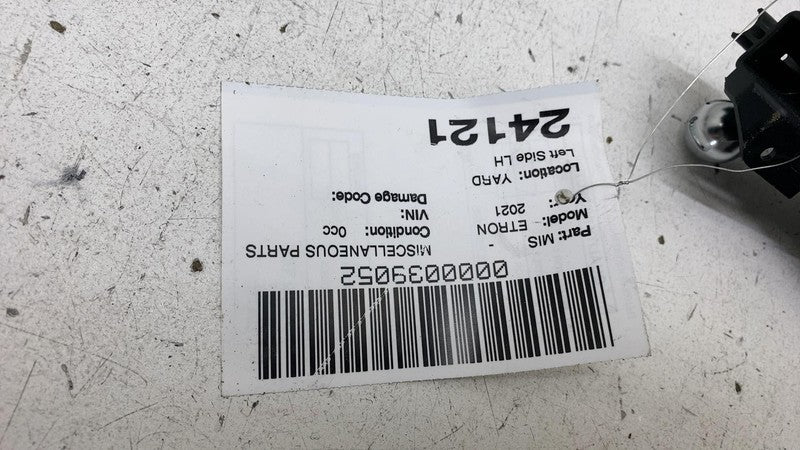 0000039052
Part: MIS - MISCELLANEOUS PARTS
Model: ETRON Condition: 0cc
Year: 2021 VIN:
Damage Code:
Location: YARD
Left Side LH
24121